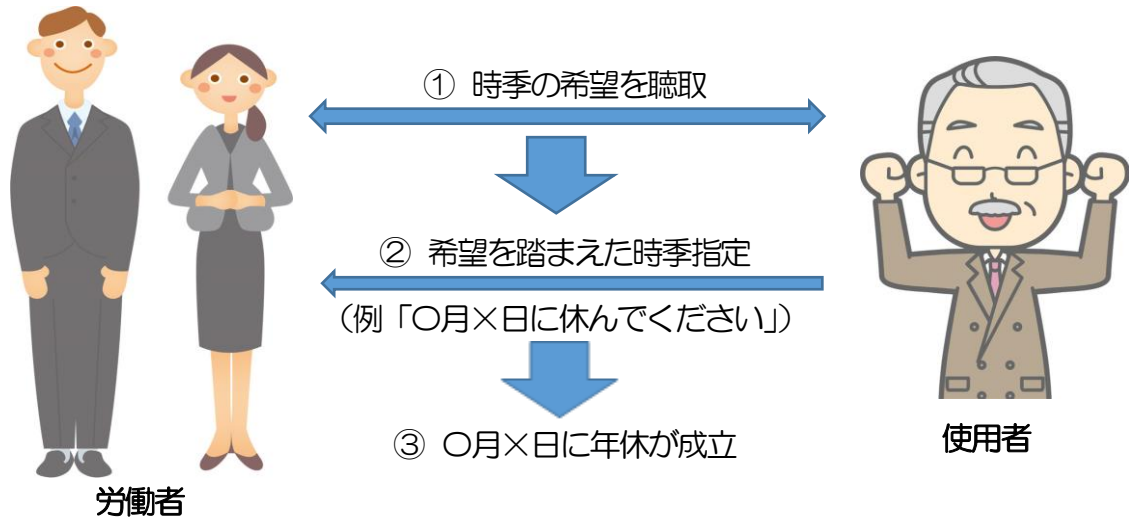 ① 時季の希望を聴取
② 希望を踏まえた時季指定
(例「〇月×日に休んでください」)
③ 〇月×日に年休が成立
使用者
労働者